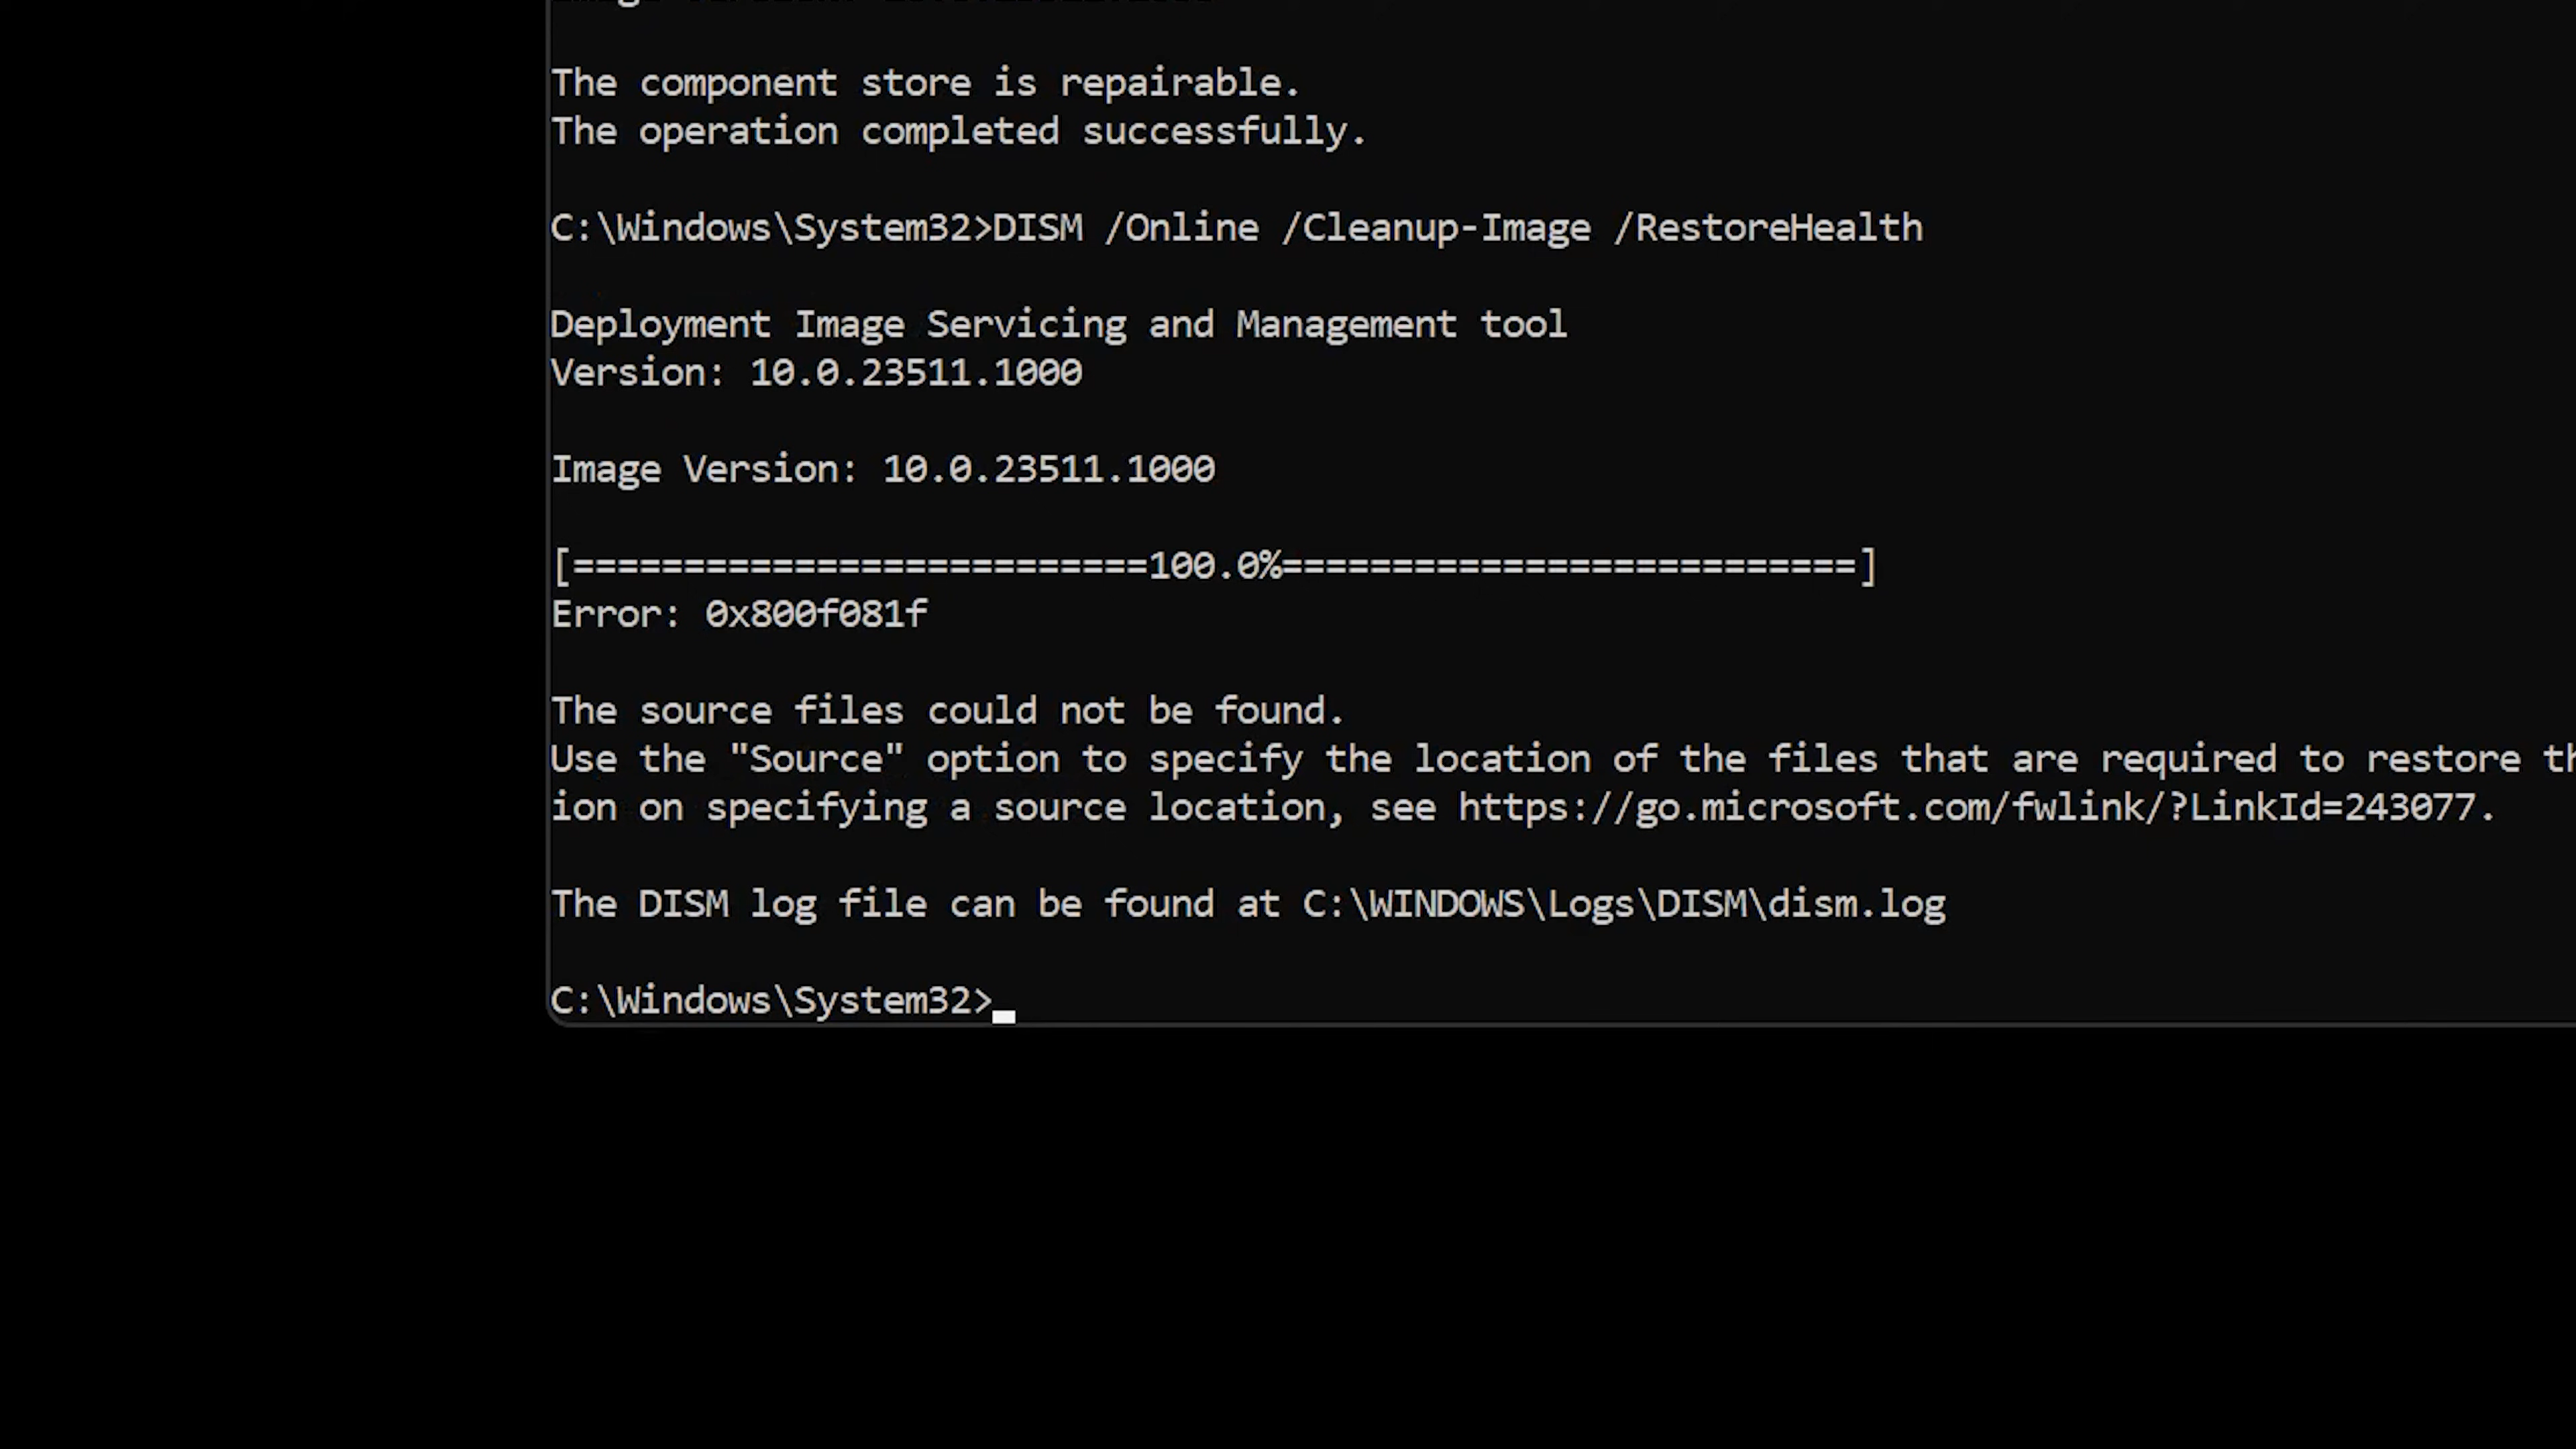 The component store is repairable.
The operation completed successfully.
C:\Windows\System32>DISM /Online /Cleanup-Image /RestoreHealth
Deployment Image Servicing and Management tool
Version: 10.0.23511.1000
Image Version: 10.0.23511.1000
[==========================100.0%==========================]
Error: 0x800f081f
The source files could not be found.
Use the "Source" option to specify the location of the files that are required to restore th
ion on specifying a source location, see https://go.microsoft.com/fwlink/?LinkId=243077.
The DISM log file can be found at C:\WINDOWS\Logs\DISM\dism.log
C:\Windows\System32>